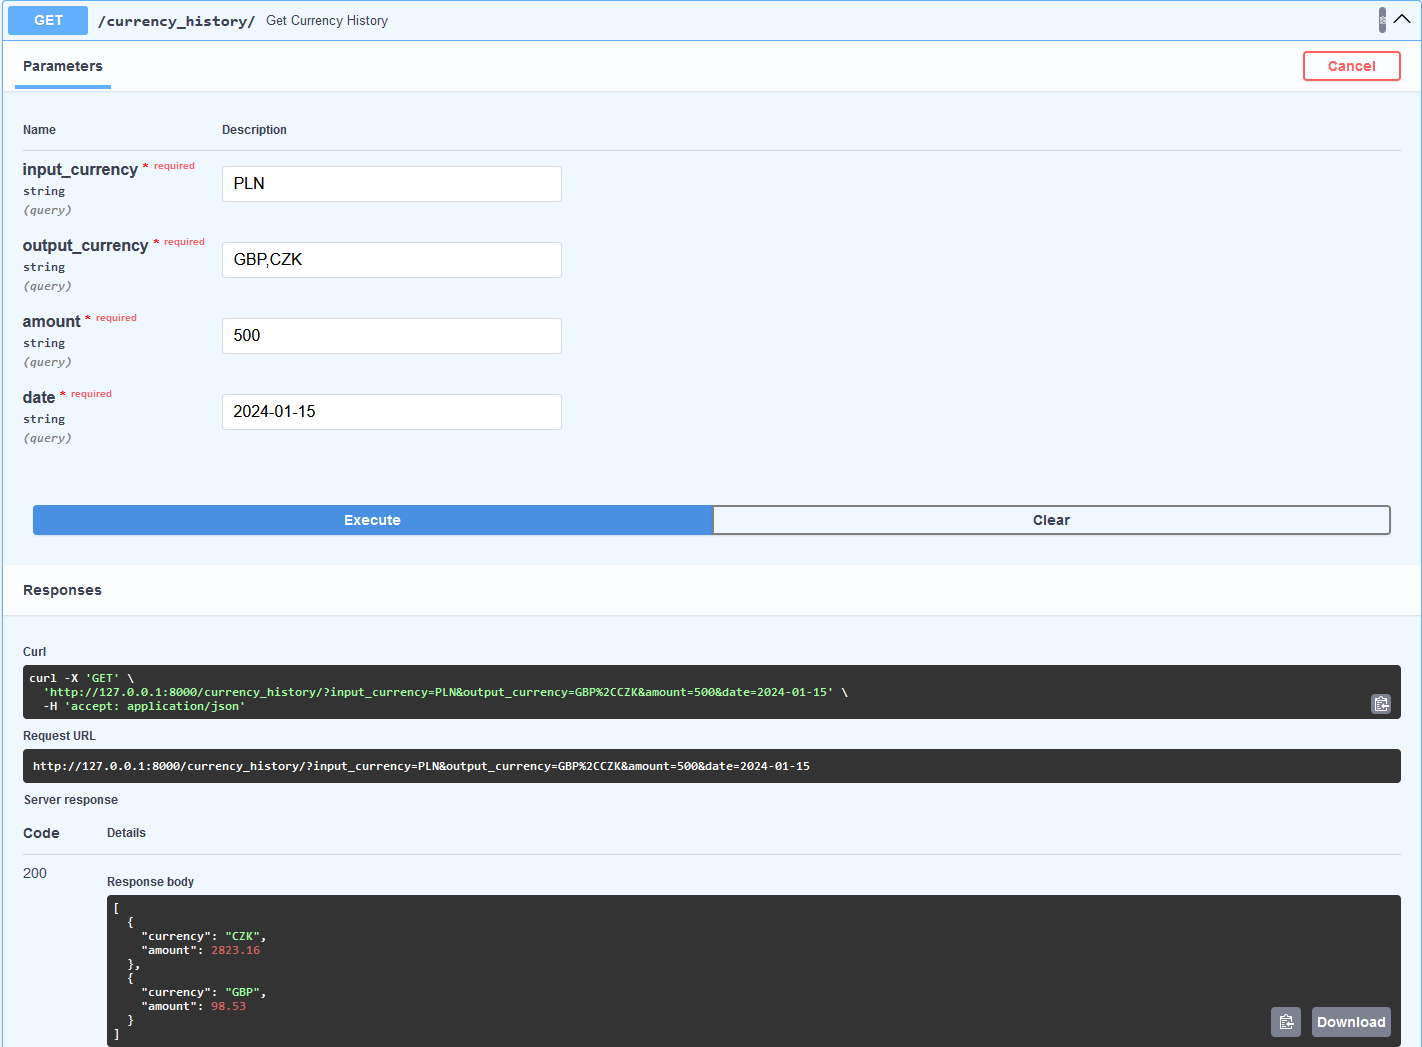 GET /currency_history/ Get Currency History
Parameters
Cancel
Name Description
input_currency * required
string
(query)
PLN
output_currency * required
string
(query)
GBP,CZK
amount * required
string
(query)
500
date * required
string
(query)
2024-01-15
Execute Clear
Responses
Curl
curl -X 'GET' \
'http://127.0.0.1:8000/currency_history/?input_currency=PLN&output_currency=GBP%2CCZK&amount=500&date=2024-01-15' \
-H 'accept: application/json'
Request URL
http://127.0.0.1:8000/currency_history/?input_currency=PLN&output_currency=GBP%2CCZK&amount=500&date=2024-01-15
Server response
Code Details
200
Response body
[
{
"currency": "CZK",
"amount": 2823.16
},
{
"currency": "GBP",
"amount": 98.53
}
]
Download